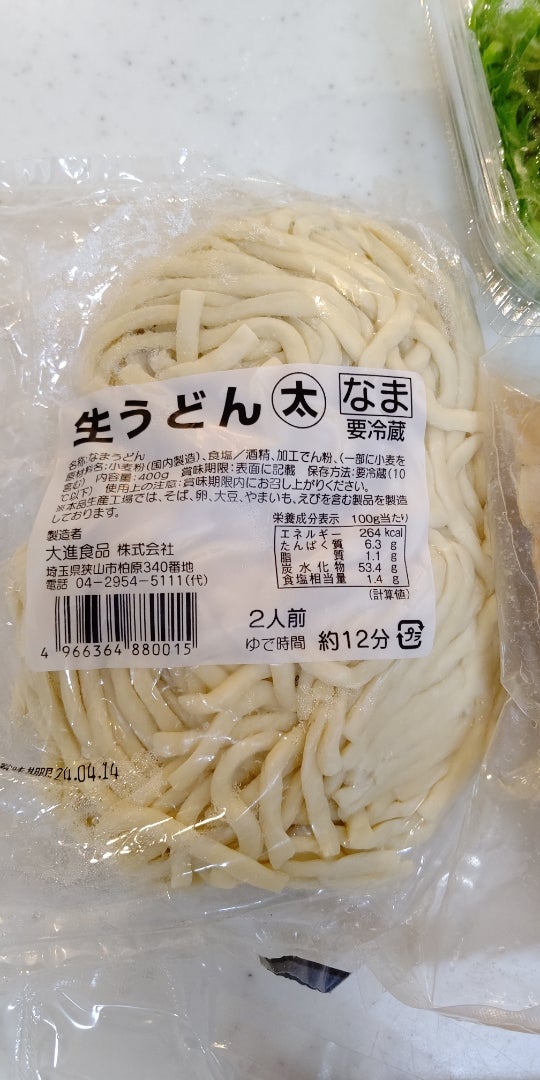 生うどん 太 なま
要冷蔵
名称:なまうどん
原材料名:小麦粉(国内製造)、食塩/酒精、加工でん粉、(一部に小麦を
含む) 内容量:400g 賞味期限:表面に記載 保存方法:要冷蔵(10
℃以下) 使用上の注意:賞味期限内にお召し上がりください。
※本品生産工場では、そば、卵、大豆、やまいも、えびを含む製品を製造
しております。
製造者
大進食品 株式会社
埼玉県狭山市柏原340番地
電話 04-2954-5111(代)
栄養成分表示 100g当たり
エネルギー 264 kcal
たんぱく質 6.3 g
脂質 1.1 g
炭水化物 53.4 g
食塩相当量 1.4 g
(計算値)
4 966364 880015
2人前
ゆで時間 約12分 プラ
賞味期限 24.04.14